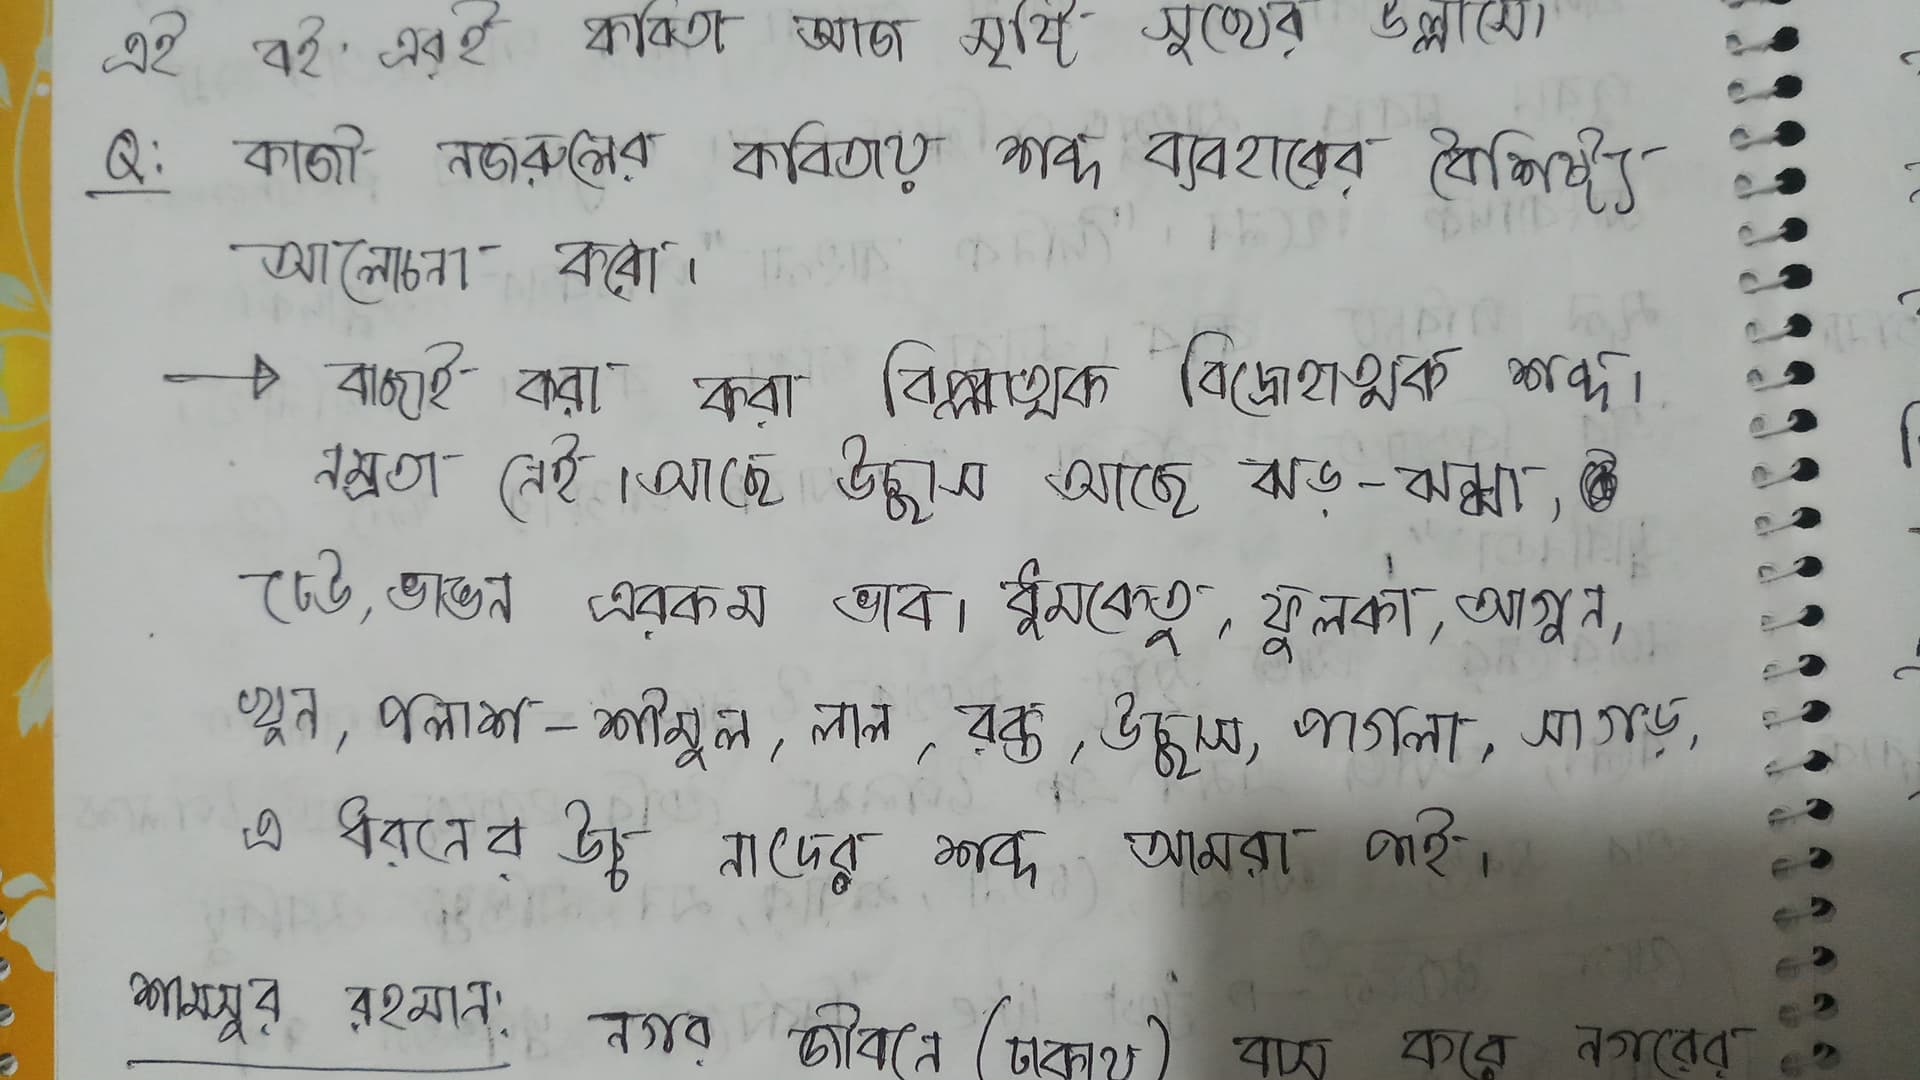 এই বই. এরই কবিতা আজ সৃষ্টি সুখের উল্লাসে।
Q: কাজী নজরুলের কবিতায় শব্দ ব্যবহারের বৈশিষ্ট্য
আলোচনা করো।
→ বাজাই করা করা বিপ্লবাত্মক বিদ্রোহাত্মক শব্দ।
নম্রতা নেই। আছে উচ্ছাস আছে ঝড়-ঝঞ্ঝা,
ঢেউ, ভাঙন এরকম ভাব। ধুমকেতু, ফুলকা, আগুন,
খুন, পলাশ-শীমুল, লাল, রক্ত, উচ্ছাস, পাগলা, সাগড়,
এ ধরনের উচ্চ নাদের শব্দ আমরা পাই।
শামসুর রহমান: নগর জীবনে (ঢাকায়) বাস করে নগরের